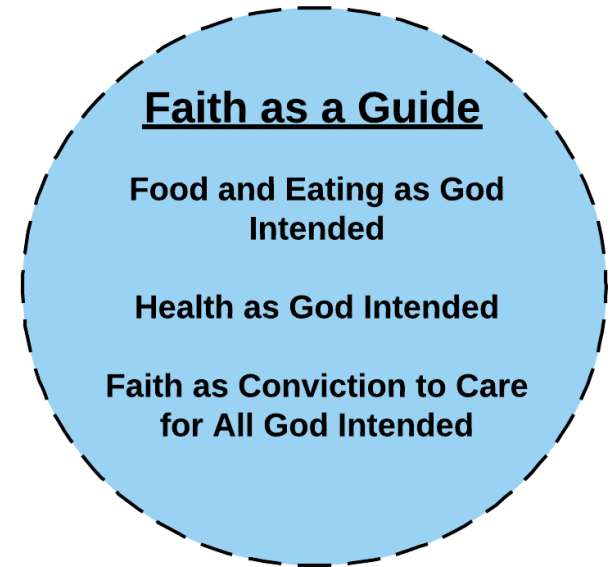 Faith as a Guide
Food and Eating as God
Intended
Health as God Intended
Faith as Conviction to Care
for All God Intended